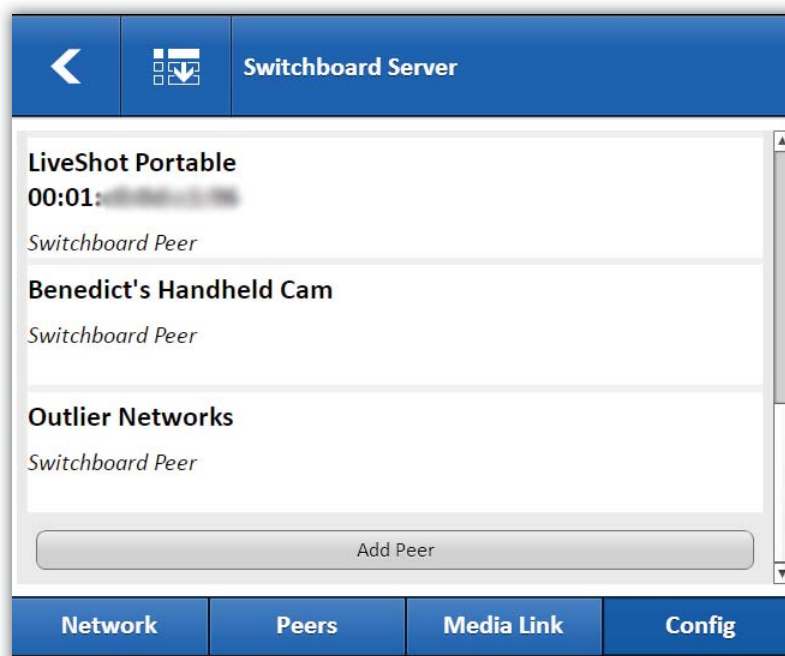 Switchboard Server
LiveShot Portable
00:01:
Switchboard Peer
Benedict's Handheld Cam
Switchboard Peer
Outlier Networks
Switchboard Peer
Add Peer
Network Peers Media Link Config